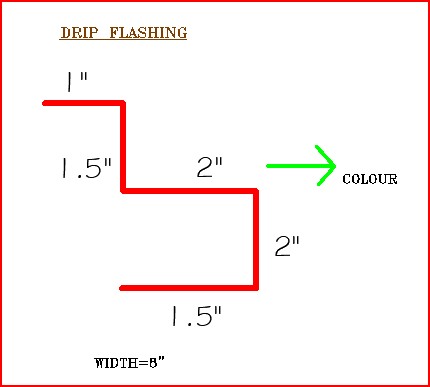 DRIP FLASHING
1"
1.5" 2"
COLOUR
2"
1.5"
WIDTH=8"